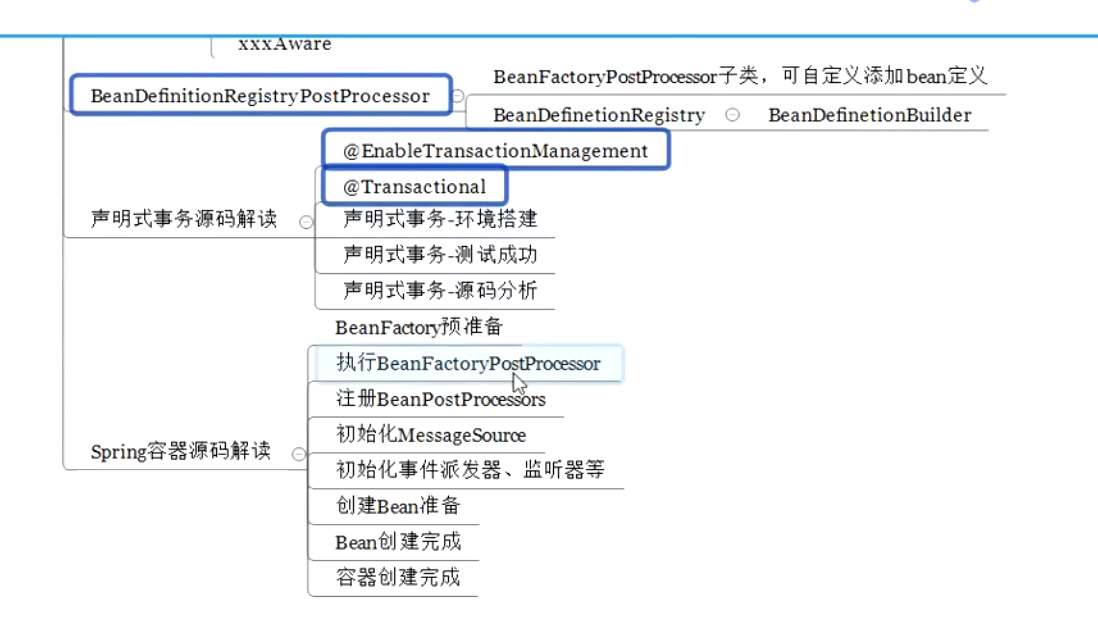 xxxAware
BeanDefinitionRegistryPostProcessor
BeanFactoryPostProcessor子类，可自定义添加bean定义
BeanDefinetionRegistry
BeanDefinetionBuilder
声明式事务源码解读
@EnableTransactionManagement
@Transactional
声明式事务-环境搭建
声明式事务-测试成功
声明式事务-源码分析
Spring容器源码解读
BeanFactory预准备
执行BeanFactoryPostProcessor
注册BeanPostProcessors
初始化MessageSource
初始化事件派发器、监听器等
创建Bean准备
Bean创建完成
容器创建完成